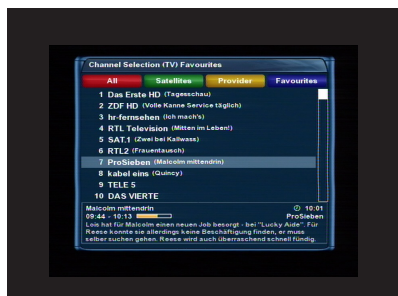 Channel Selection (TV) Favourites
All Satellites Provider Favourites
1 Das Erste HD (Tagesschau)
2 ZDF HD (Volle Kanne Service täglich)
3 hr-fernsehen (Ich mach's)
4 RTL Television (Mitten im Leben!)
5 SAT.1 (Zwei bei Kallwass)
6 RTL2 (Frauentausch)
7 ProSieben (Malcolm mittendrin)
8 kabel eins (Quincy)
9 TELE 5
10 DAS VIERTE
Malcolm mittendrin 10:01
09:44 - 10:13 ProSieben
Lois hat für Malcolm einen neuen Job besorgt - bei "Lucky Aide". Für
Reese konnte sie allerdings keine Beschäftigung finden, er muss
selber suchen gehen. Reese wird auch überraschend schnell fündig.